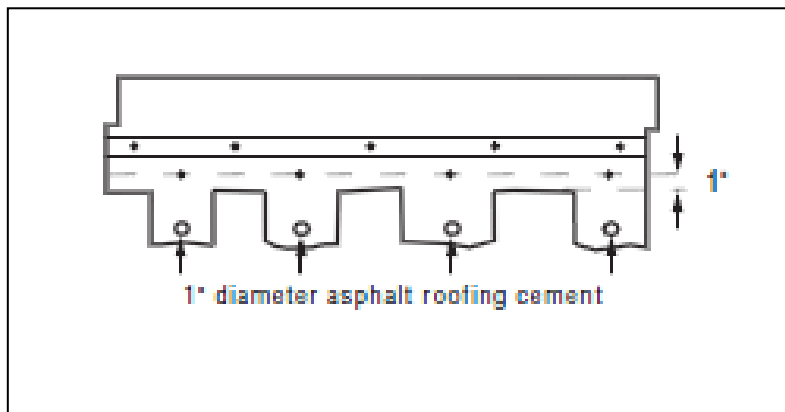 1"
1" diameter asphalt roofing cement